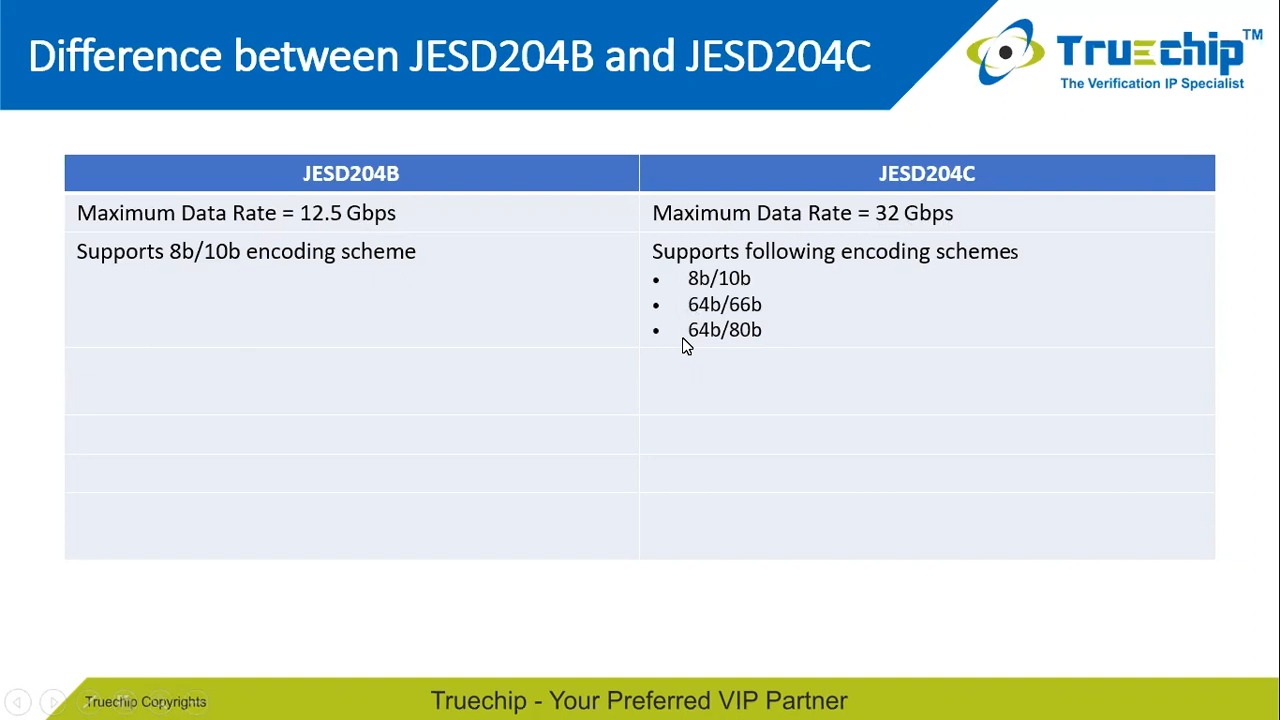 Difference between JESD204B and JESD204C
Truechip™
The Verification IP Specialist
JESD204B
JESD204C
Maximum Data Rate = 12.5 Gbps
Maximum Data Rate = 32 Gbps
Supports 8b/10b encoding scheme
Supports following encoding schemes
• 8b/10b
• 64b/66b
• 64b/80b
Truechip Copyrights
Truechip - Your Preferred VIP Partner